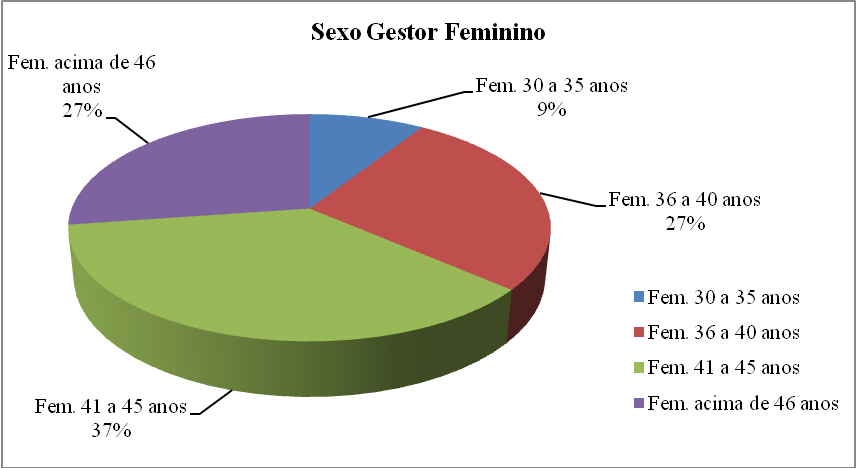 Sexo Gestor Feminino
Fem. acima de 46
anos
27%
Fem. 30 a 35 anos
9%
Fem. 36 a 40 anos
27%
Fem. 41 a 45 anos
37%
Fem. 30 a 35 anos
Fem. 36 a 40 anos
Fem. 41 a 45 anos
Fem. acima de 46 anos